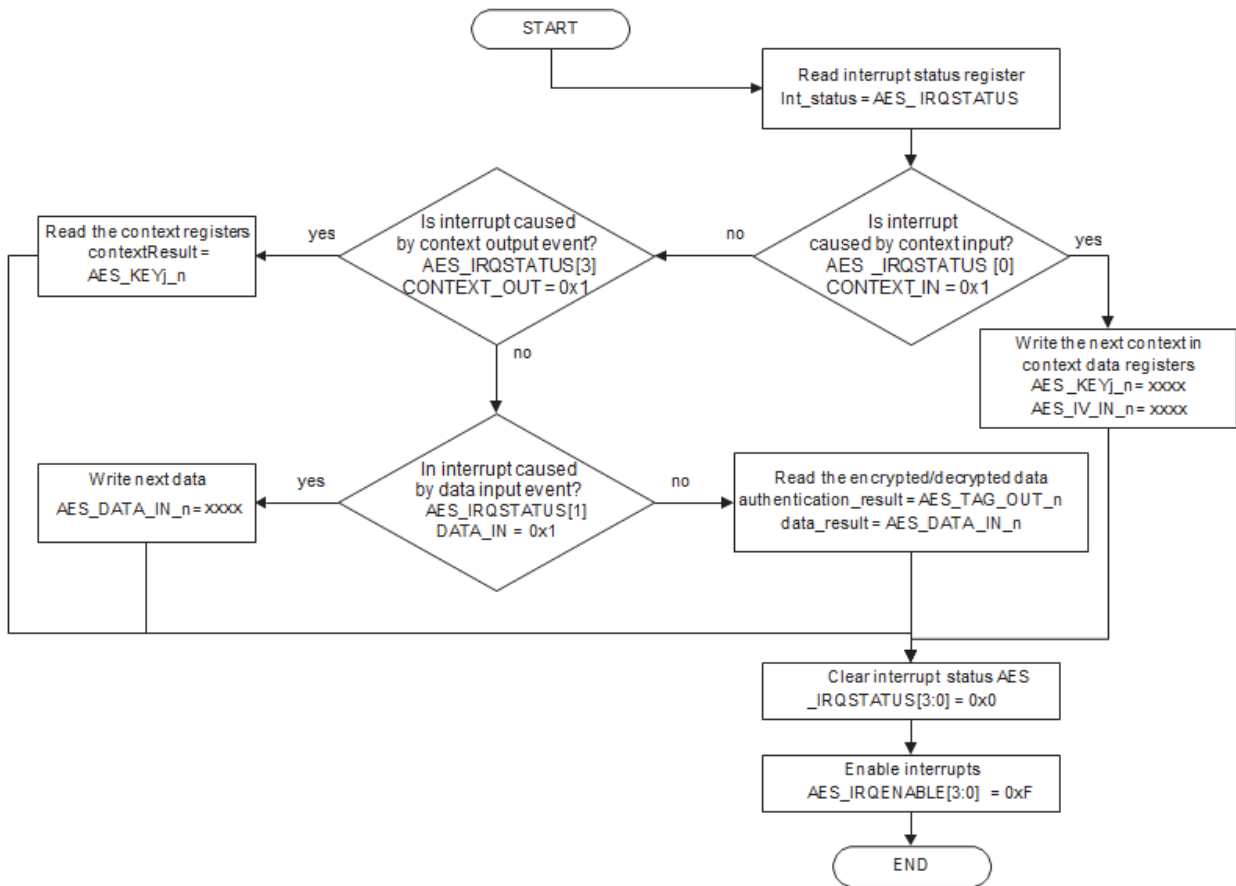 START
Read interrupt status register
Int_status = AES_ IRQSTATUS
Is interrupt
caused by context input?
AES _IRQSTATUS [0]
CONTEXT_IN = 0x1
no
yes
Is interrupt caused
by context output event?
AES_IRQSTATUS[3]
CONTEXT_OUT = 0x1
yes
no
Read the context registers
contextResult =
AES_KEYj_n
Write the next context in
context data registers
AES _KEYj_n= xxxx
AES_IV_IN_n= xxxx
In interrupt caused
by data input event?
AES_IRQSTATUS[1]
DATA_IN = 0x1
yes
no
Write next data
AES_DATA_IN_n= xxxx
Read the encrypted/decrypted data
authentication_result = AES_TAG_OUT_n
data_result = AES_DATA_IN_n
Clear interrupt status AES
_IRQSTATUS[3:0] = 0x0
Enable interrupts
AES_IRQENABLE[3:0] = 0xF
END